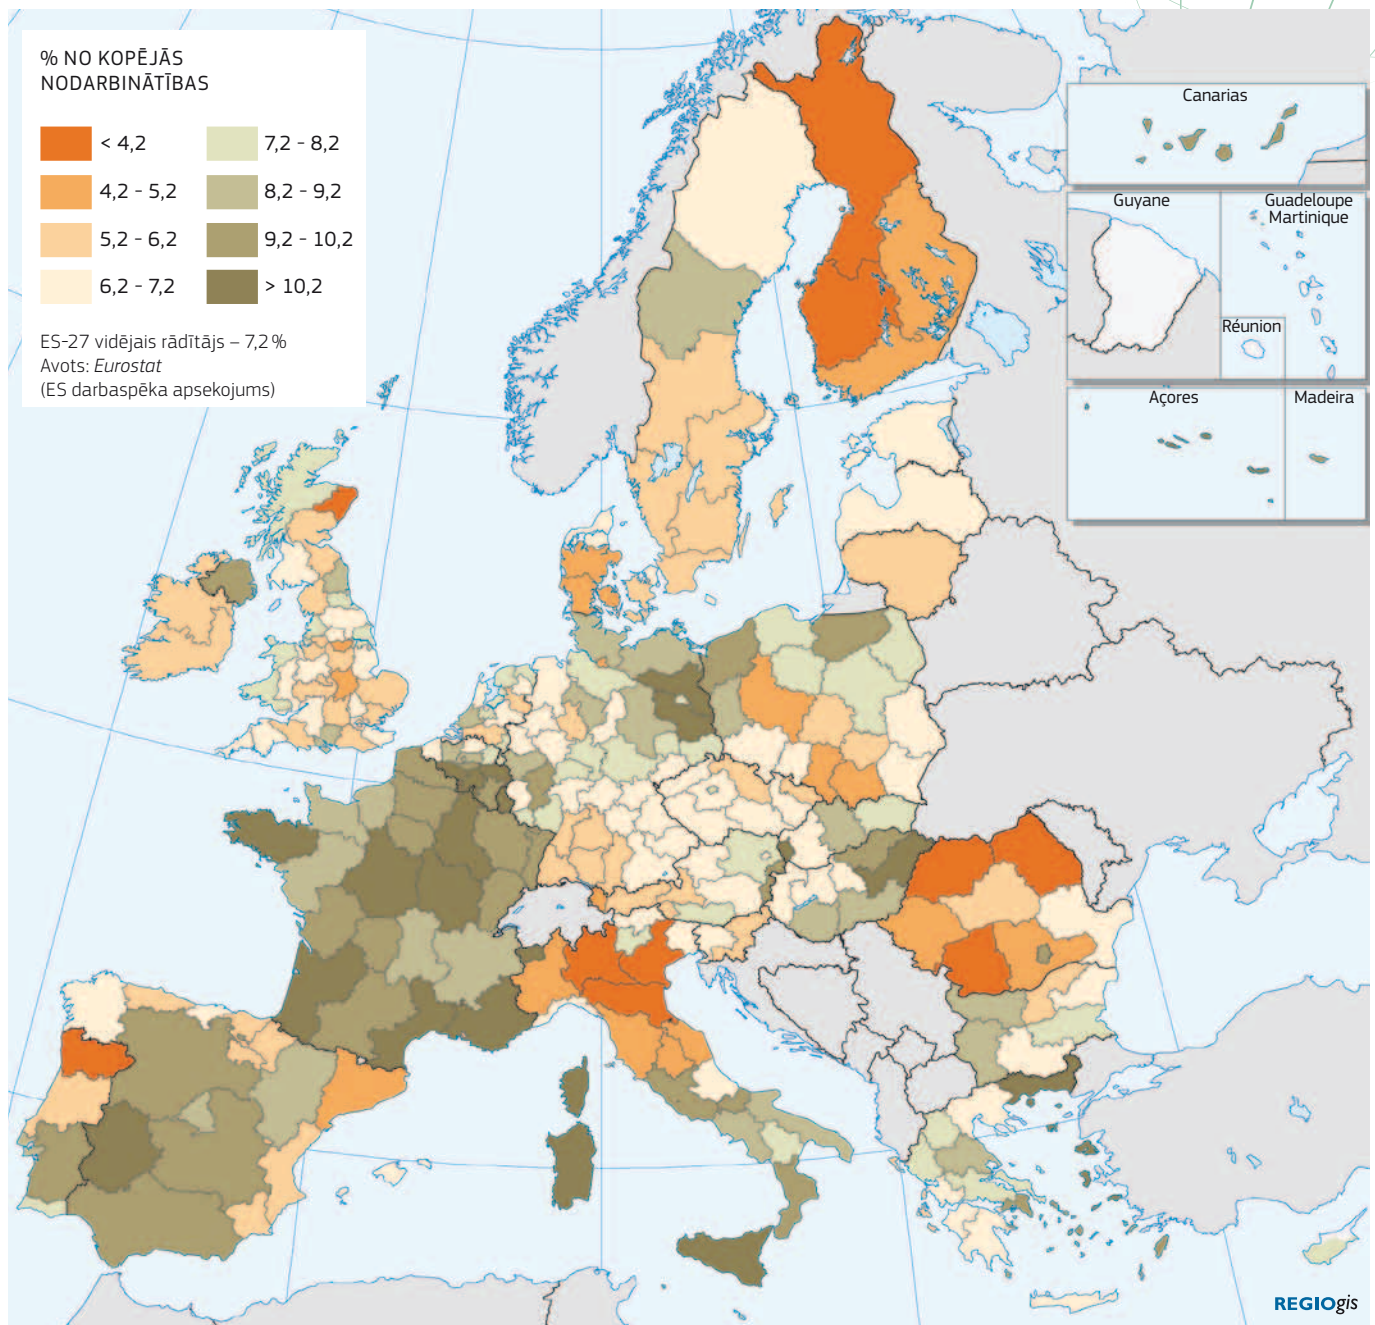 % NO KOPĒJĀS
NODARBINĀTĪBAS
< 4,2
4,2 - 5,2
5,2 - 6,2
6,2 - 7,2
7,2 - 8,2
8,2 - 9,2
9,2 - 10,2
> 10,2
ES-27 vidējais rādītājs – 7,2 %
Avots: Eurostat
(ES darbaspēka apsekojums)
Canarias
Guyane
Guadeloupe
Martinique
Réunion
Açores
Madeira
REGIOgis